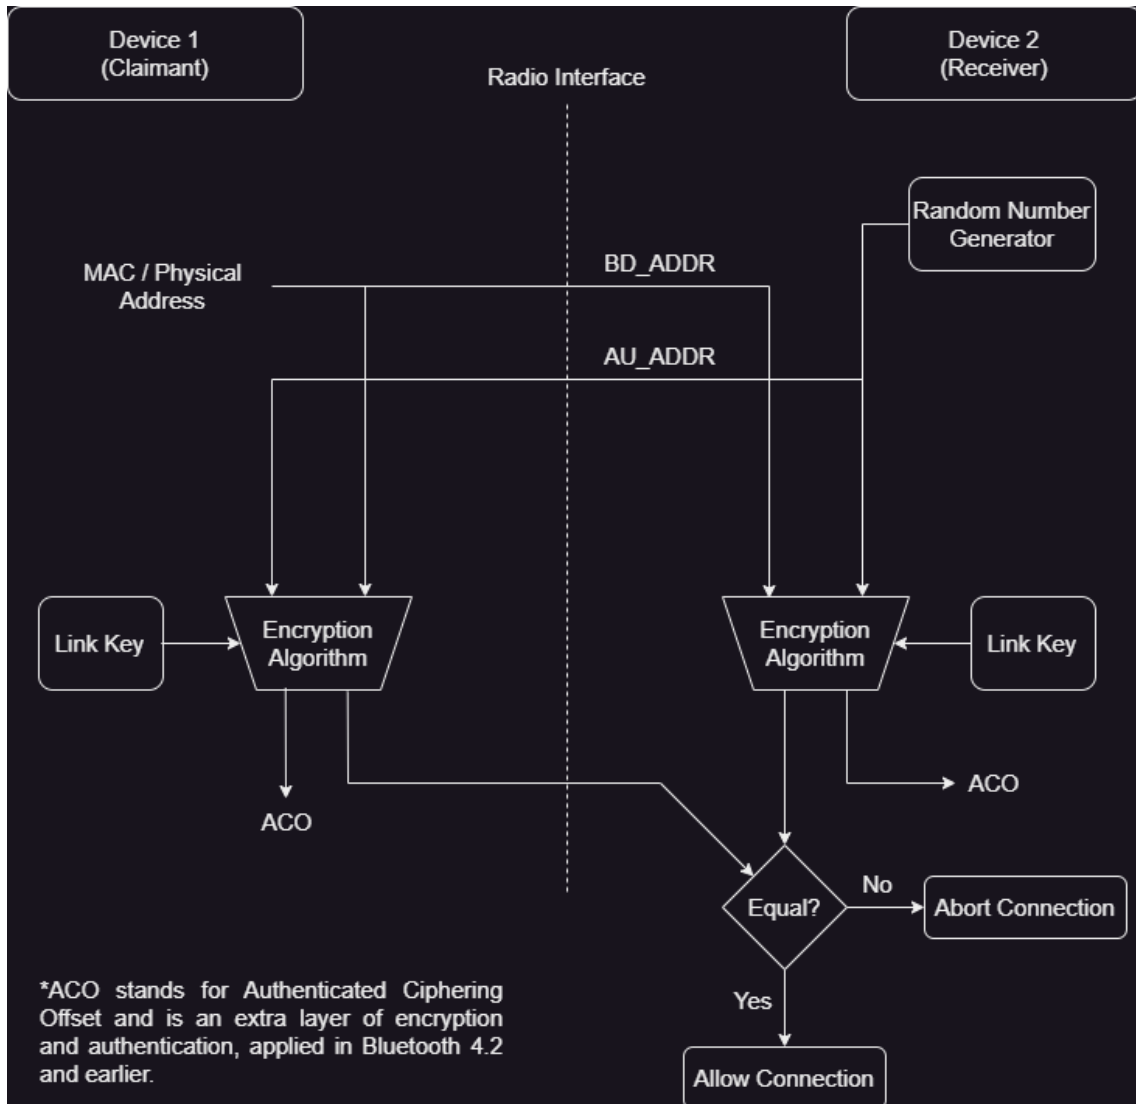 Device 1
(Claimant)
Radio Interface
Device 2
(Receiver)
Random Number
Generator
MAC / Physical
Address
BD_ADDR
AU_ADDR
Link Key
Encryption
Algorithm
Encryption
Algorithm
Link Key
ACO
ACO
Equal?
No
Abort Connection
Yes
Allow Connection
*ACO stands for Authenticated Ciphering
Offset and is an extra layer of encryption
and authentication, applied in Bluetooth 4.2
and earlier.